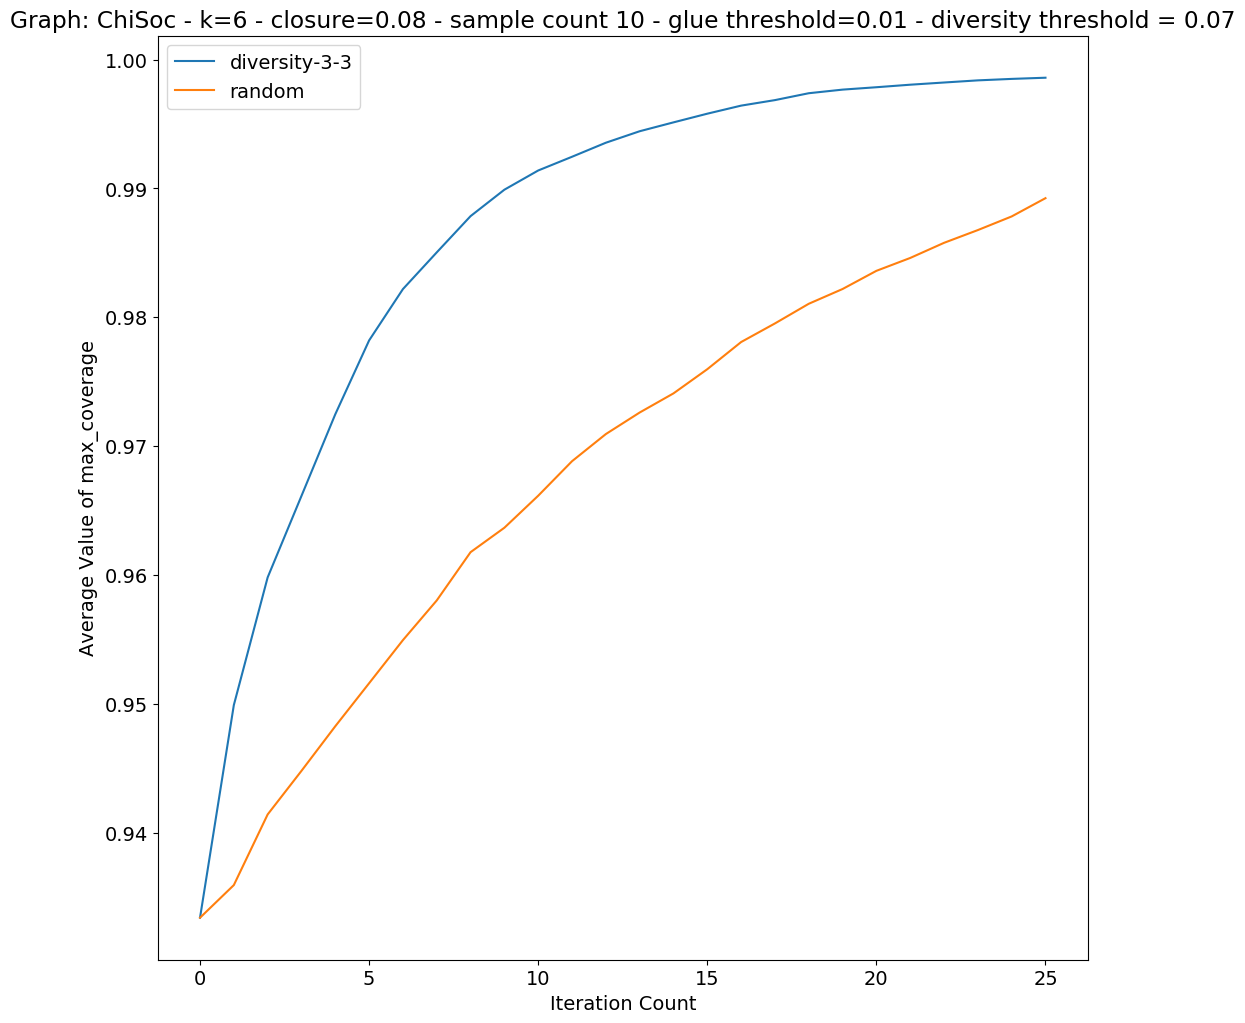 Graph: ChiSoc - k=6 - closure=0.08 - sample count 10 - glue threshold=0.01 - diversity threshold = 0.07
diversity-3-3
random
1.00
0.99
0.98
0.97
0.96
0.95
0.94
Average Value of max_coverage
0
5
10
15
20
25
Iteration Count